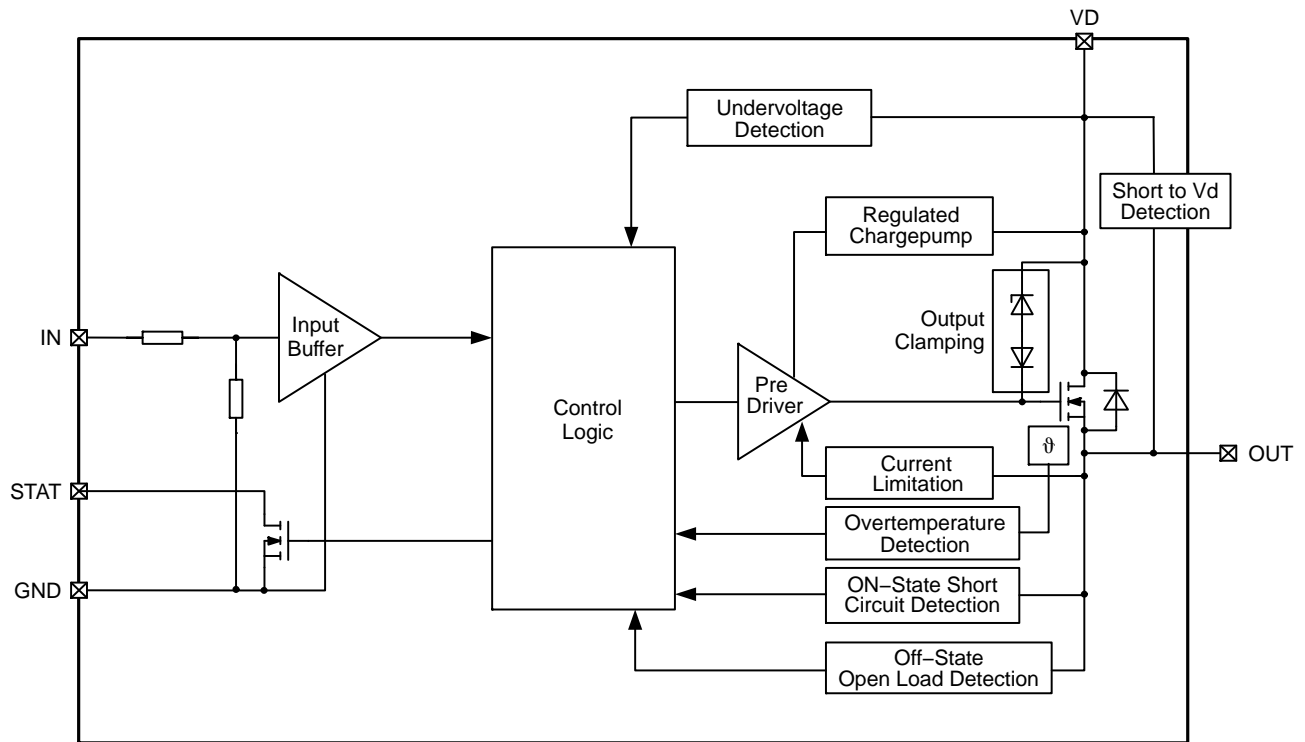 VD
Undervoltage
Detection
Short to Vd
Detection
Regulated
Chargepump
IN
Input
Buffer
Output
Clamping
Control
Logic
Pre
Driver
ϑ
OUT
Current
Limitation
STAT
Overtemperature
Detection
GND
ON−State Short
Circuit Detection
Off−State
Open Load Detection